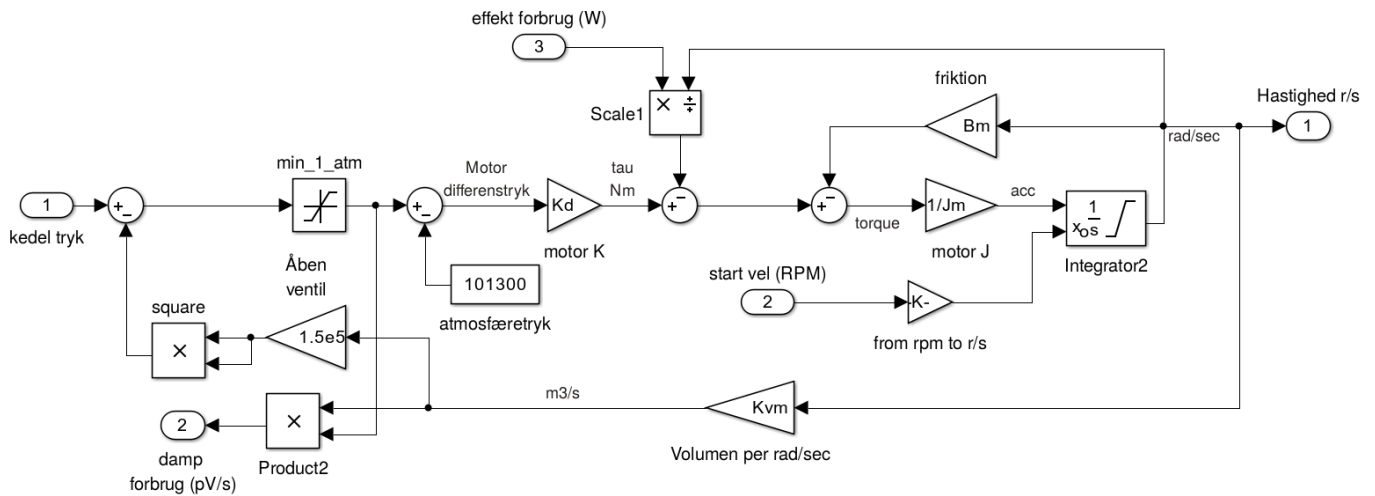 effekt forbrug (W)
3
friktion
Hastighed r/s
Scale1
× ÷
Bm
1
rad/sec
min_1_atm
Motor
differenstryk
tau
Nm
acc
1
kedel tryk
+
−
+
−
Kd
motor K
+
−
+
−
torque
1/Jm
motor J
1
s
xo
Integrator2
Åben
ventil
101300
atmosfæretryk
start vel (RPM)
2
-K-
from rpm to r/s
square
×
1.5e5
m3/s
Kvm
Volumen per rad/sec
2
damp
forbrug (pV/s)
×
Product2